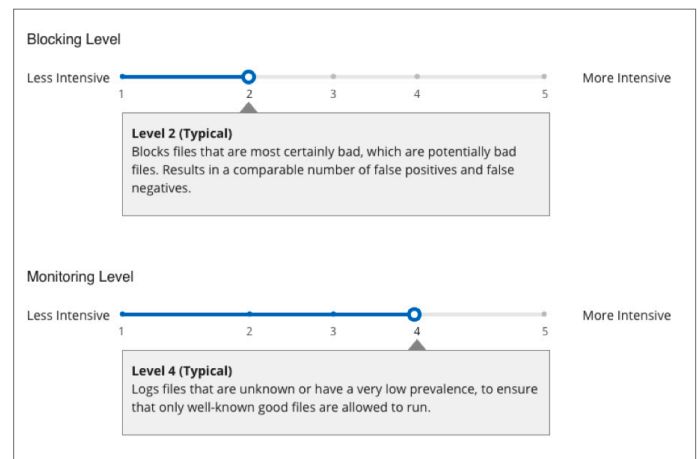 Blocking Level
Less Intensive
More Intensive
1 2 3 4 5
Level 2 (Typical)
Blocks files that are most certainly bad, which are potentially bad
files. Results in a comparable number of false positives and false
negatives.
Monitoring Level
Less Intensive
More Intensive
1 2 3 4 5
Level 4 (Typical)
Logs files that are unknown or have a very low prevalence, to ensure
that only well-known good files are allowed to run.